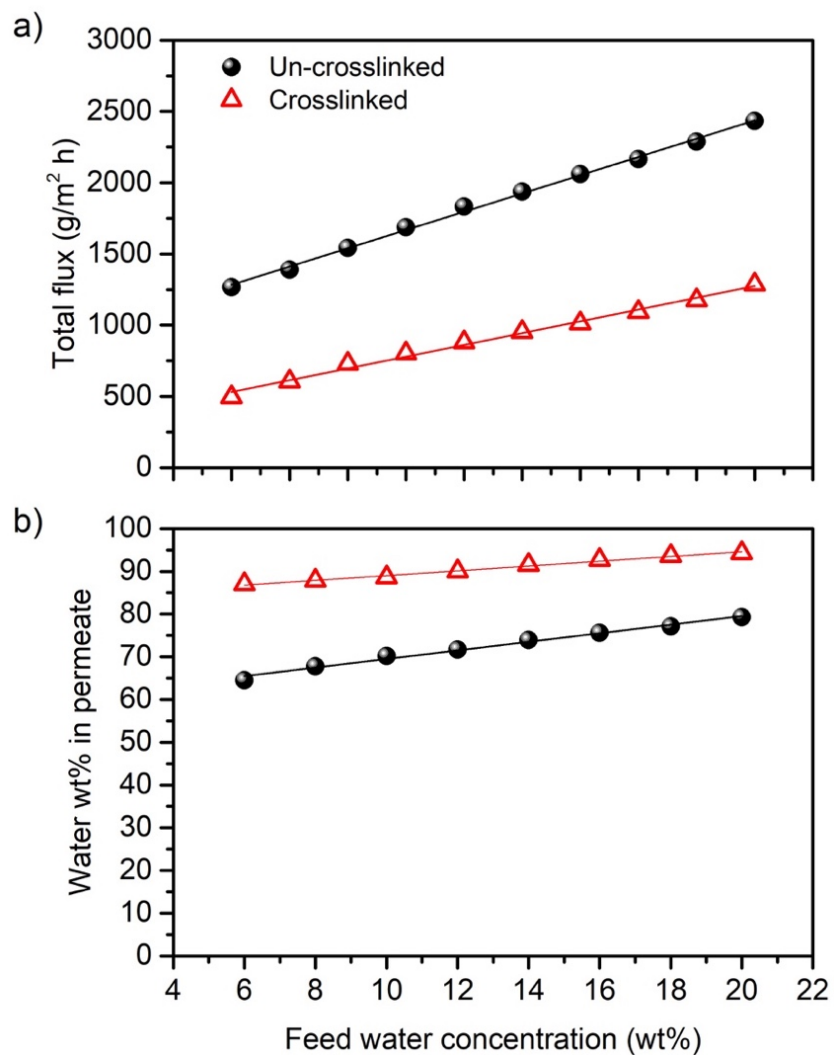 a)
3000
2500
2000
1500
1000
500
0
Total flux (g/m² h)
Un-crosslinked
Crosslinked
b)
100
90
80
70
60
50
40
30
20
10
0
Water wt% in permeate
4 6 8 10 12 14 16 18 20 22
Feed water concentration (wt%)